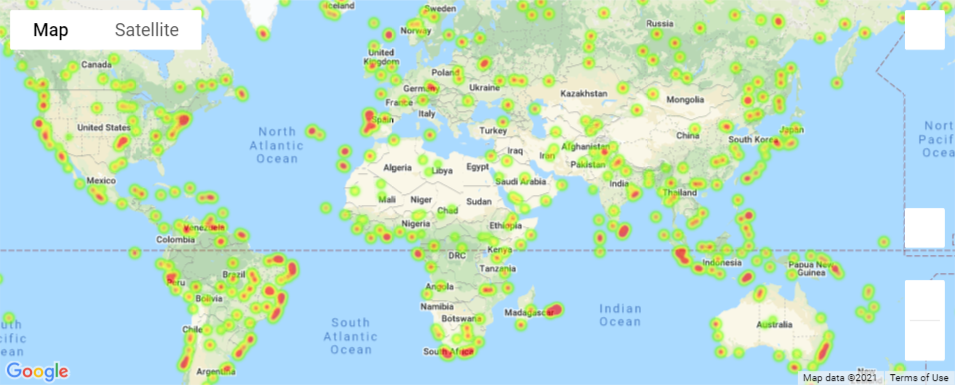 Map Satellite
Iceland
Sweden
Norway
Russia
Canada
United
Kingdom
Poland
Germany
Ukraine
Kazakhstan
Mongolia
France
Italy
Spain
Turkey
United States
North
Atlantic
Ocean
China
South Korea
Japan
North
Pacific
Ocean
Iraq
Iran
Afghanistan
Pakistan
Algeria
Libya
Egypt
Saudi Arabia
India
Mexico
Mali
Niger
Chad
Sudan
Thailand
Nigeria
Ethiopia
Venezuela
Colombia
Kenya
DRC
Indonesia
Papua New
Guinea
Brazil
Peru
Tanzania
Bolivia
Angola
Namibia
Botswana
Madagascar
Indian
Ocean
South
Atlantic
Ocean
Chile
Australia
South Africa
Google
Map data ©2021 Terms of Use